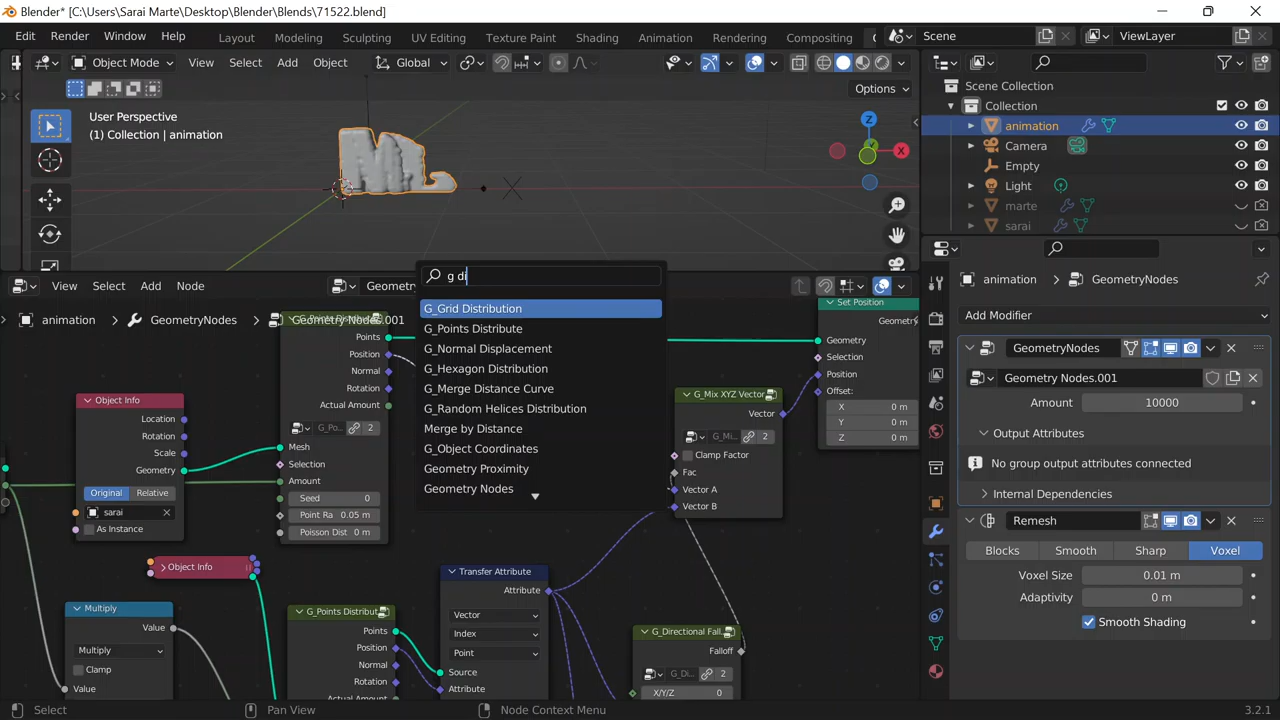 Blender* [C:\Users\Sarai Marte\Desktop\Blender\Blends\71522.blend]
Edit Render Window Help Layout Modeling Sculpting UV Editing Texture Paint Shading Animation Rendering Compositing Scene ViewLayer
Object Mode View Select Add Object Global
Options
User Perspective
(1) Collection | animation
Z
X
Scene Collection
Collection
animation
Camera
Empty
Light
marte
sarai
View Select Add Node
animation
GeometryNodes
Geometry Nodes.001
g di
G_Grid Distribution
G_Points Distribute
G_Normal Displacement
G_Hexagon Distribution
G_Merge Distance Curve
G_Random Helices Distribution
Merge by Distance
G_Object Coordinates
Geometry Proximity
Geometry Nodes
Points
Position
Normal
Rotation
Actual Amount
G_Po... 2
Mesh
Selection
Amount
Seed 0
Point Ra 0.05 m
Poisson Dist 0 m
Object Info
Location
Rotation
Scale
Geometry
Original Relative
sarai
As Instance
Object Info
Multiply
Value
Multiply
Clamp
Value
G_Points Distribut
Points
Position
Normal
Rotation
Transfer Attribute
Attribute
Vector
Index
Point
Source
Attribute
G_Directional Fall
Falloff
G_Di... 2
X/Y/Z 0
G_Mix XYZ Vector
Vector
G_Mi... 2
Clamp Factor
Fac
Vector A
Vector B
Set Position
Geometry
Geometry
Selection
Position
Offset:
X 0 m
Y 0 m
Z 0 m
animation GeometryNodes
Add Modifier
GeometryNodes
Geometry Nodes.001
Amount 10000
Output Attributes
No group output attributes connected
Internal Dependencies
Remesh
Blocks Smooth Sharp Voxel
Voxel Size 0.01 m
Adaptivity 0 m
Smooth Shading
Select Pan View Node Context Menu 3.2.1